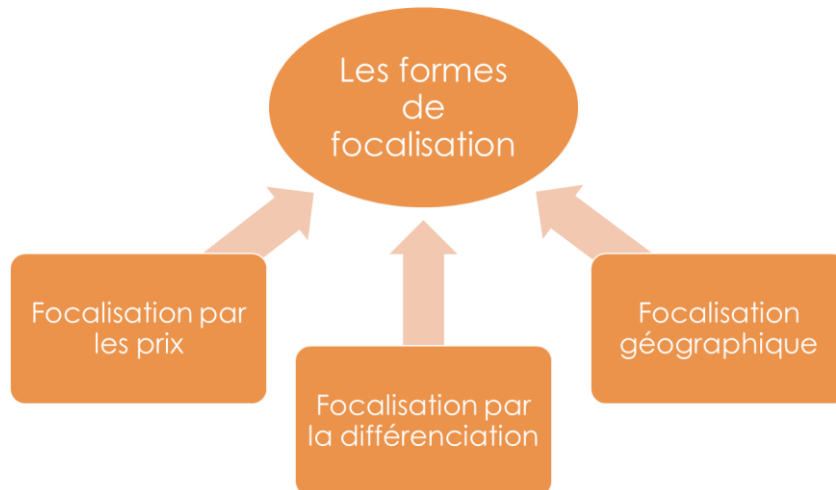 Les formes
de
focalisation
Focalisation par
les prix
Focalisation par
la différenciation
Focalisation
géographique